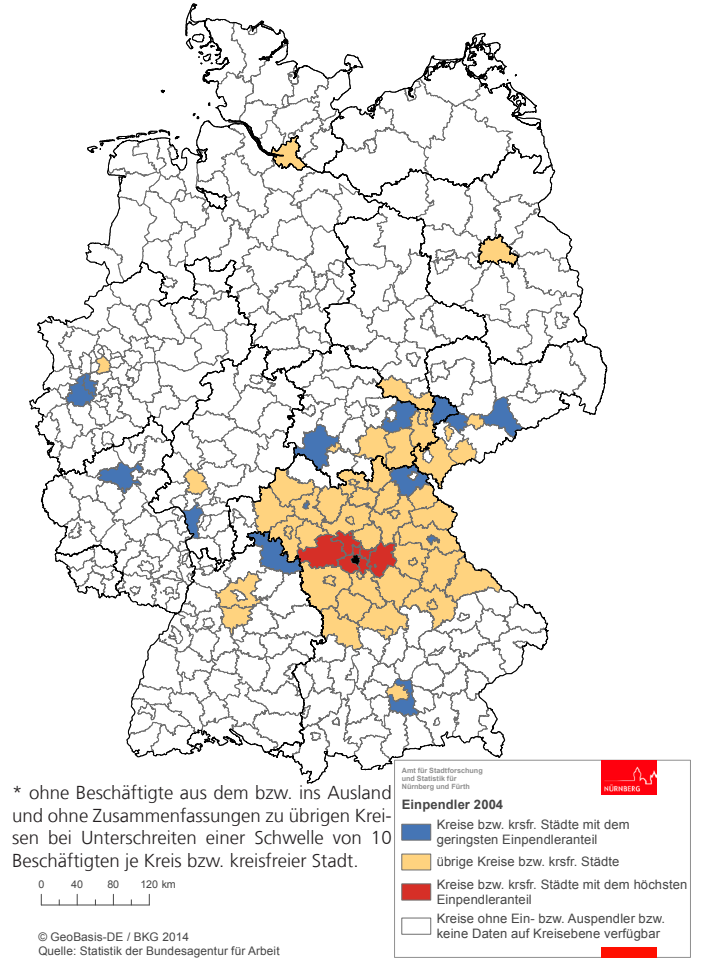 * ohne Beschäftigte aus dem bzw. ins Ausland
und ohne Zusammenfassungen zu übrigen Krei-
sen bei Unterschreiten einer Schwelle von 10
Beschäftigten je Kreis bzw. kreisfreier Stadt.
0 40 80 120 km
© GeoBasis-DE / BKG 2014
Quelle: Statistik der Bundesagentur für Arbeit
Amt für Stadtforschung
und Statistik für
Nürnberg und Fürth
NÜRNBERG
Einpendler 2004
Kreise bzw. krsfr. Städte mit dem
geringsten Einpendleranteil
übrige Kreise bzw. krsfr. Städte
Kreise bzw. krsfr. Städte mit dem höchsten
Einpendleranteil
Kreise ohne Ein- bzw. Auspendler bzw.
keine Daten auf Kreisebene verfügbar